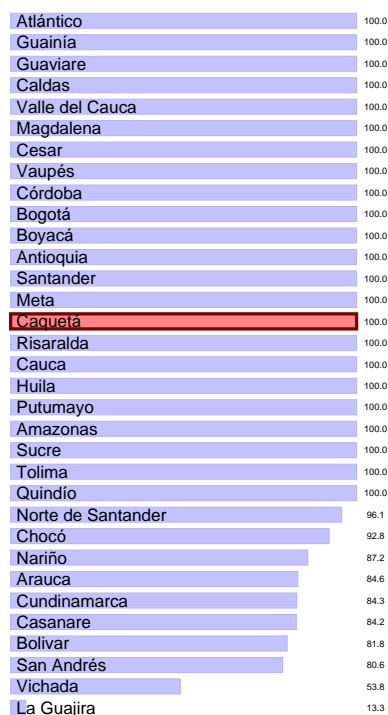 Atlántico 100.0
Guainía 100.0
Guaviare 100.0
Caldas 100.0
Valle del Cauca 100.0
Magdalena 100.0
Cesar 100.0
Vaupés 100.0
Córdoba 100.0
Bogotá 100.0
Boyacá 100.0
Antioquia 100.0
Santander 100.0
Meta 100.0
Caquetá 100.0
Risaralda 100.0
Cauca 100.0
Huila 100.0
Putumayo 100.0
Amazonas 100.0
Sucre 100.0
Tolima 100.0
Quindío 100.0
Norte de Santander 96.1
Chocó 92.8
Nariño 87.2
Arauca 84.6
Cundinamarca 84.3
Casanare 84.2
Bolivar 81.8
San Andrés 80.6
Vichada 53.8
La Guajira 13.3